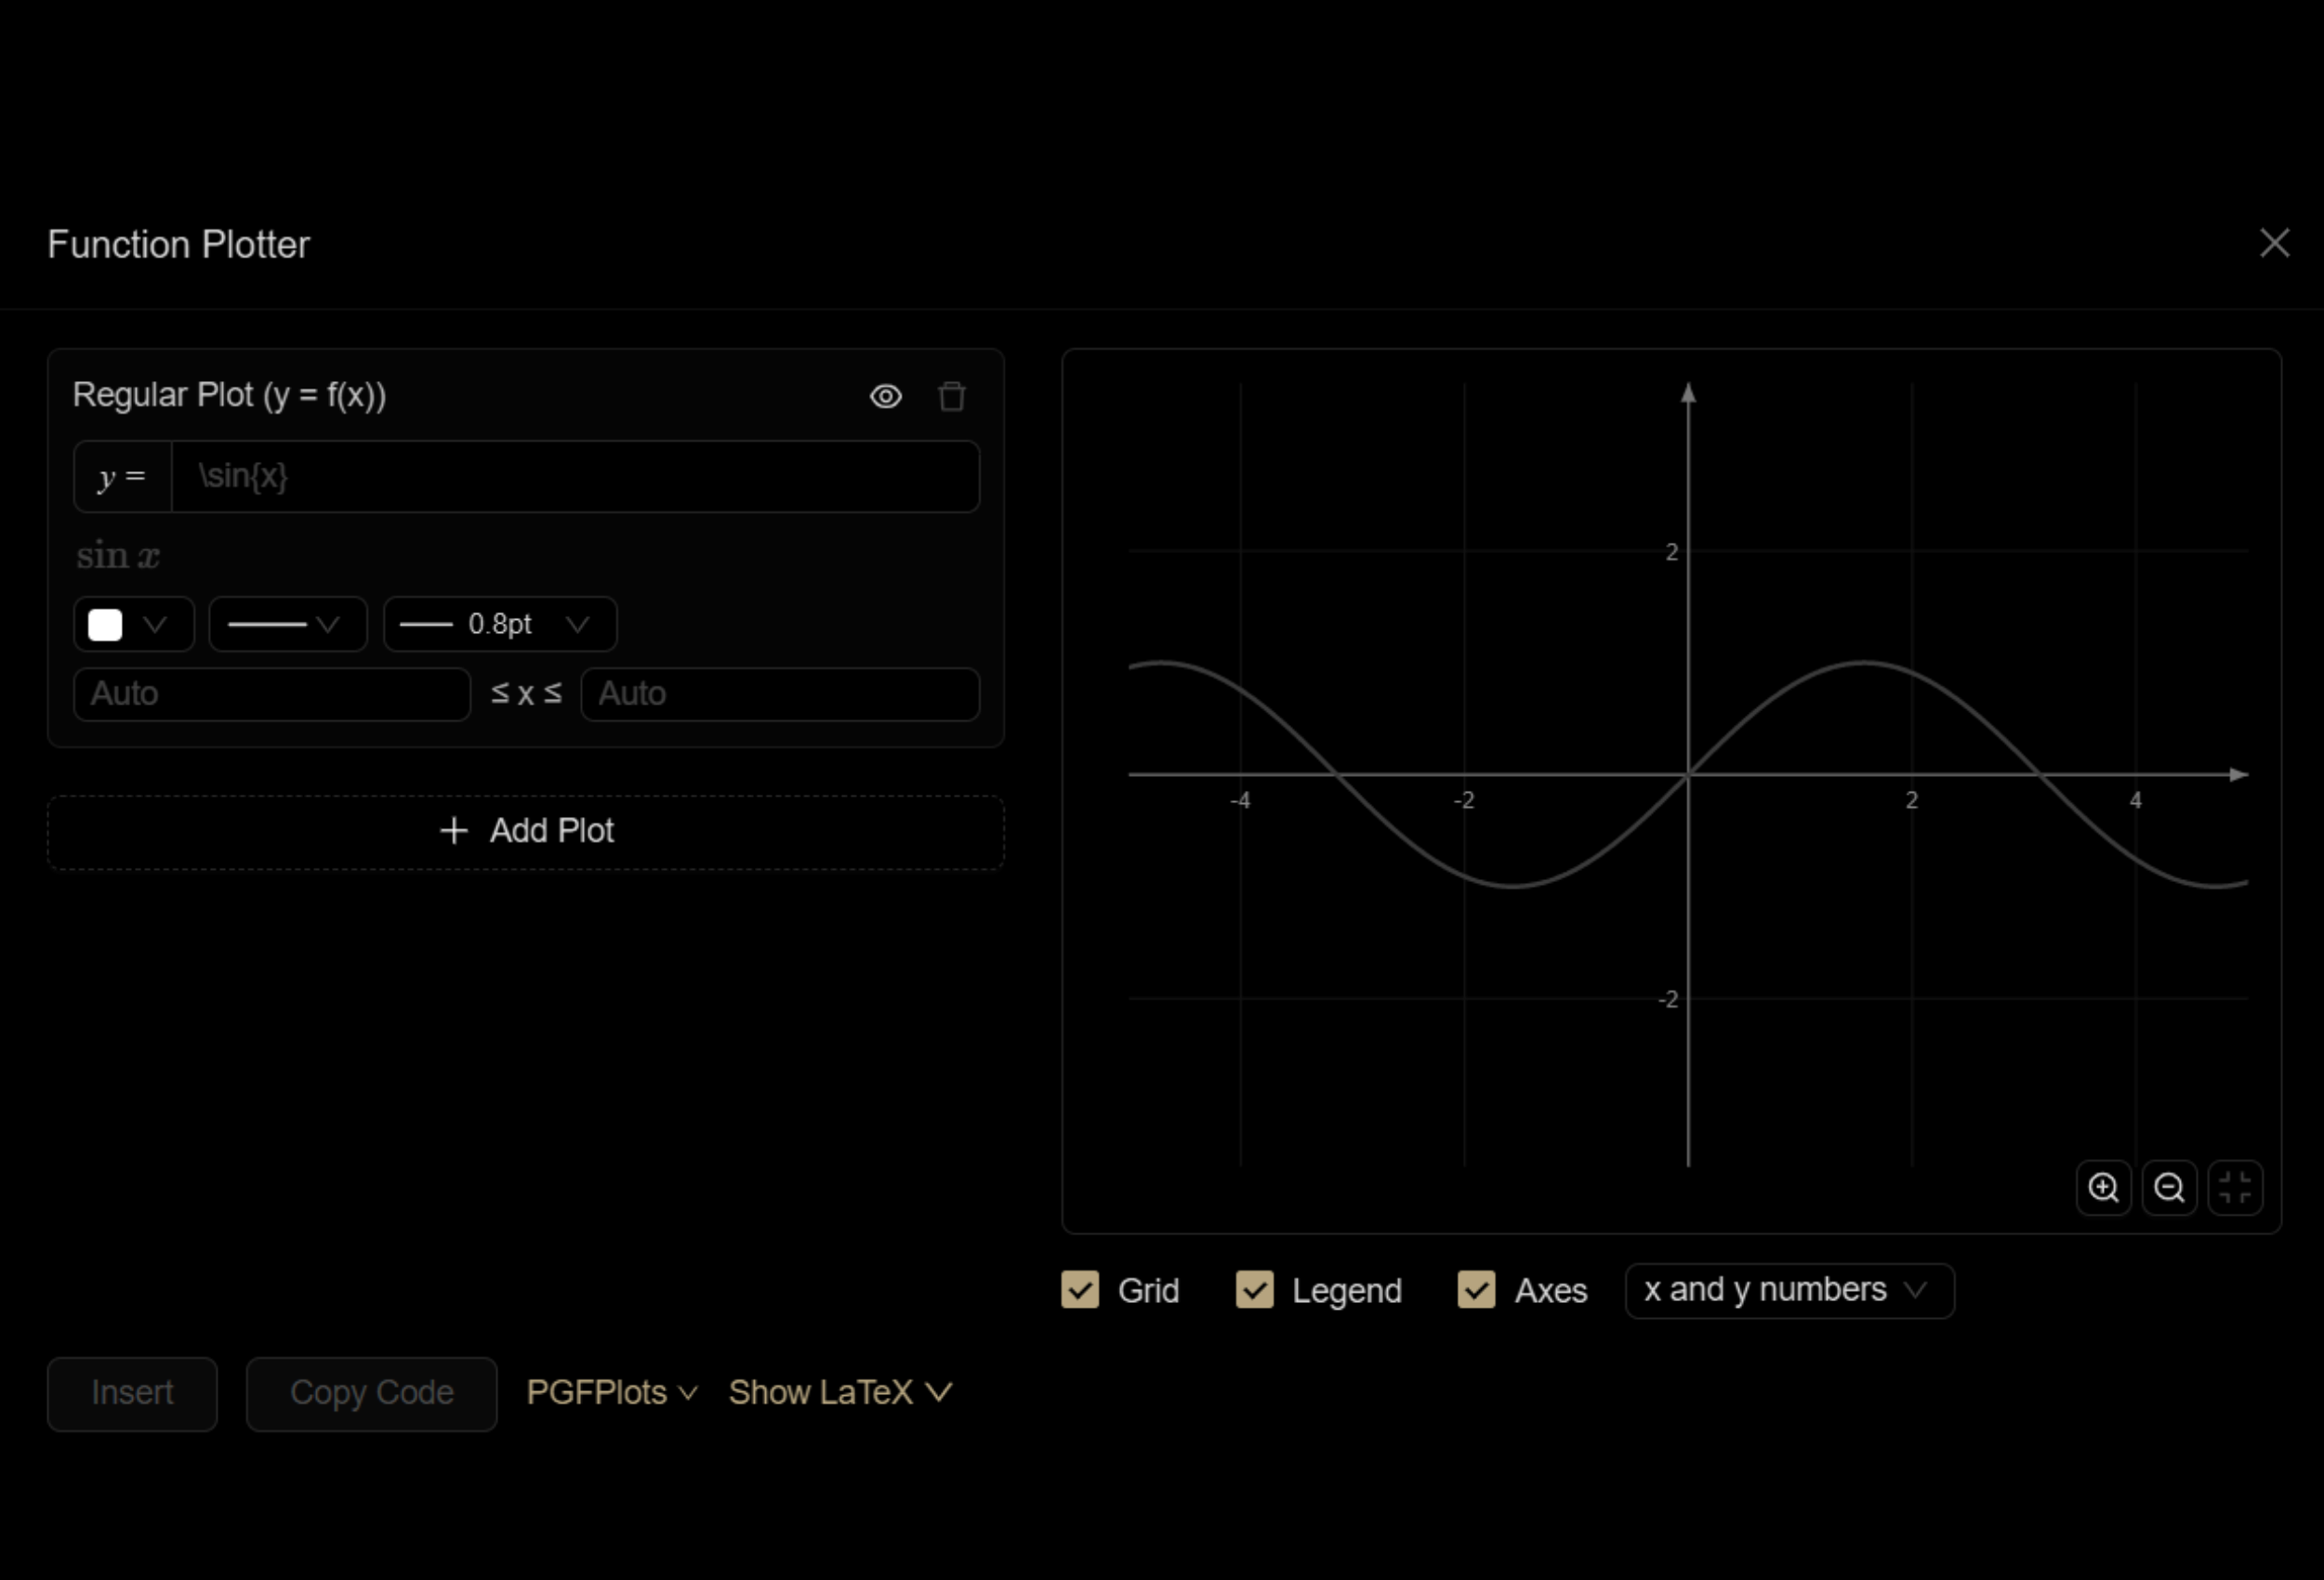 Function Plotter
Regular Plot (y = f(x))
y = \sin{x}
sin x
0.8pt
Auto ≤ x ≤ Auto
Add Plot
2
-4 -2 2 4
-2
Grid Legend Axes x and y numbers
Insert Copy Code PGFPlots Show LaTeX